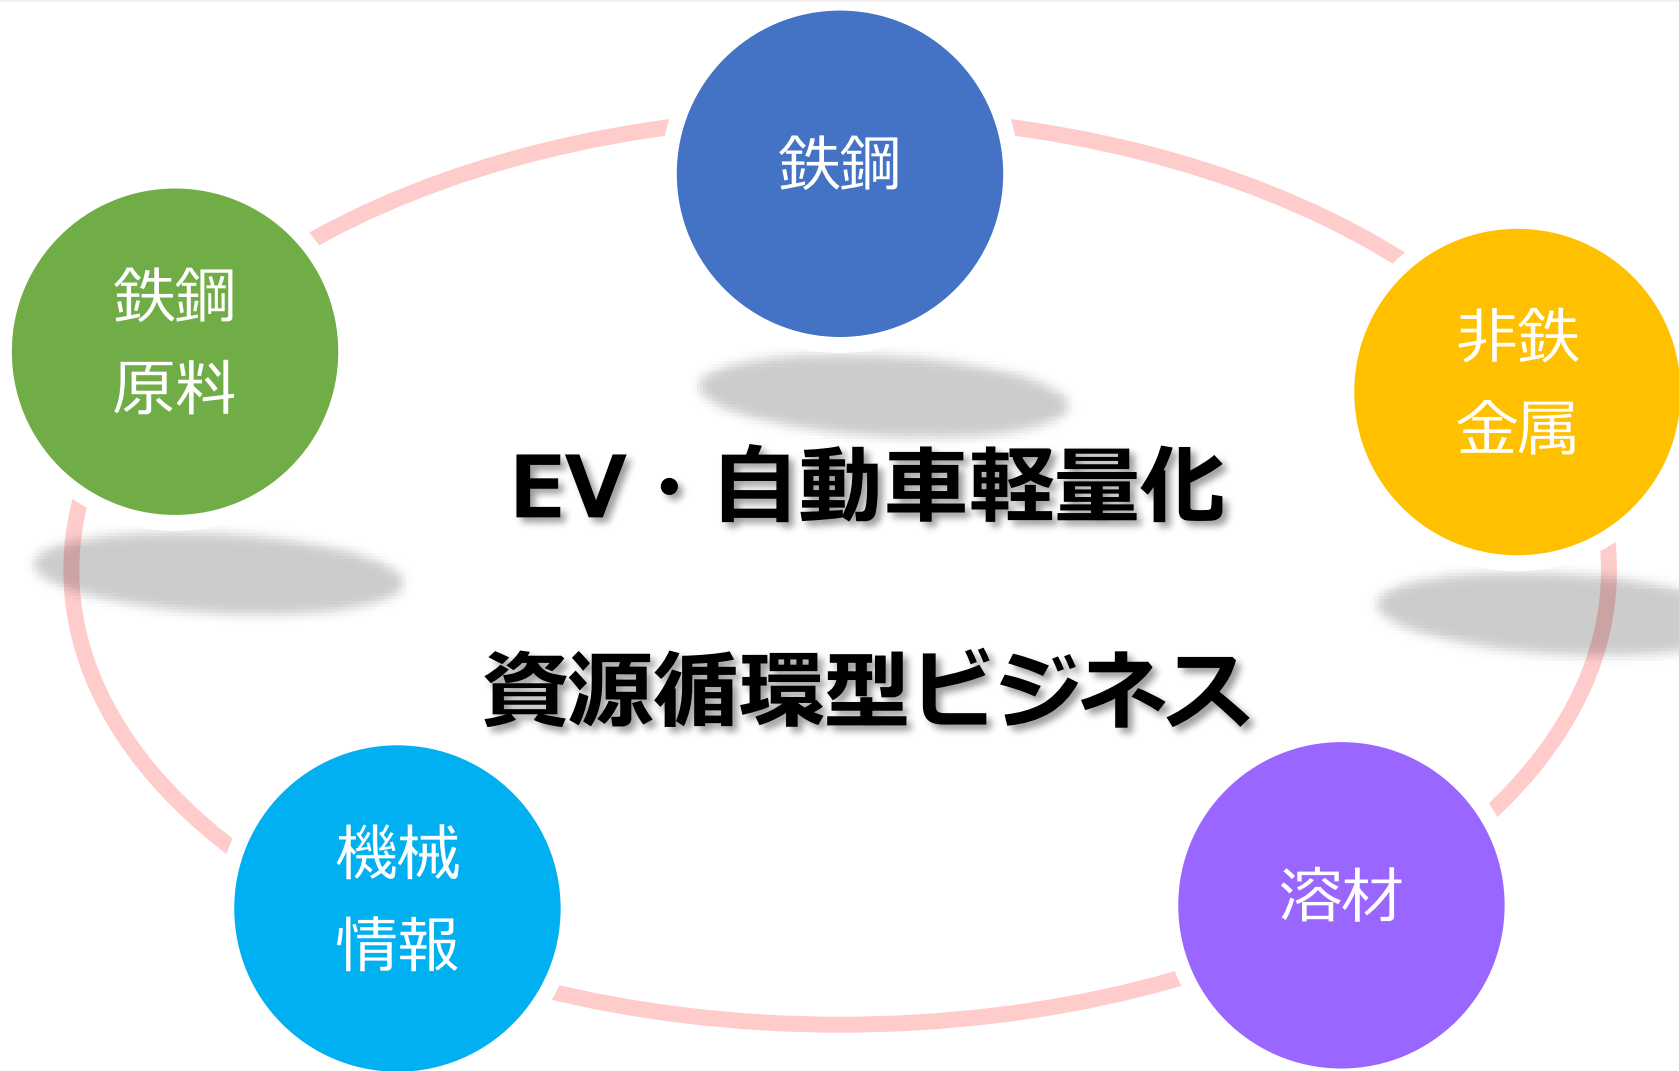 鉄鋼
鉄鋼
原料
非鉄
金属
EV・自動車軽量化
資源循環型ビジネス
機械
情報
溶材